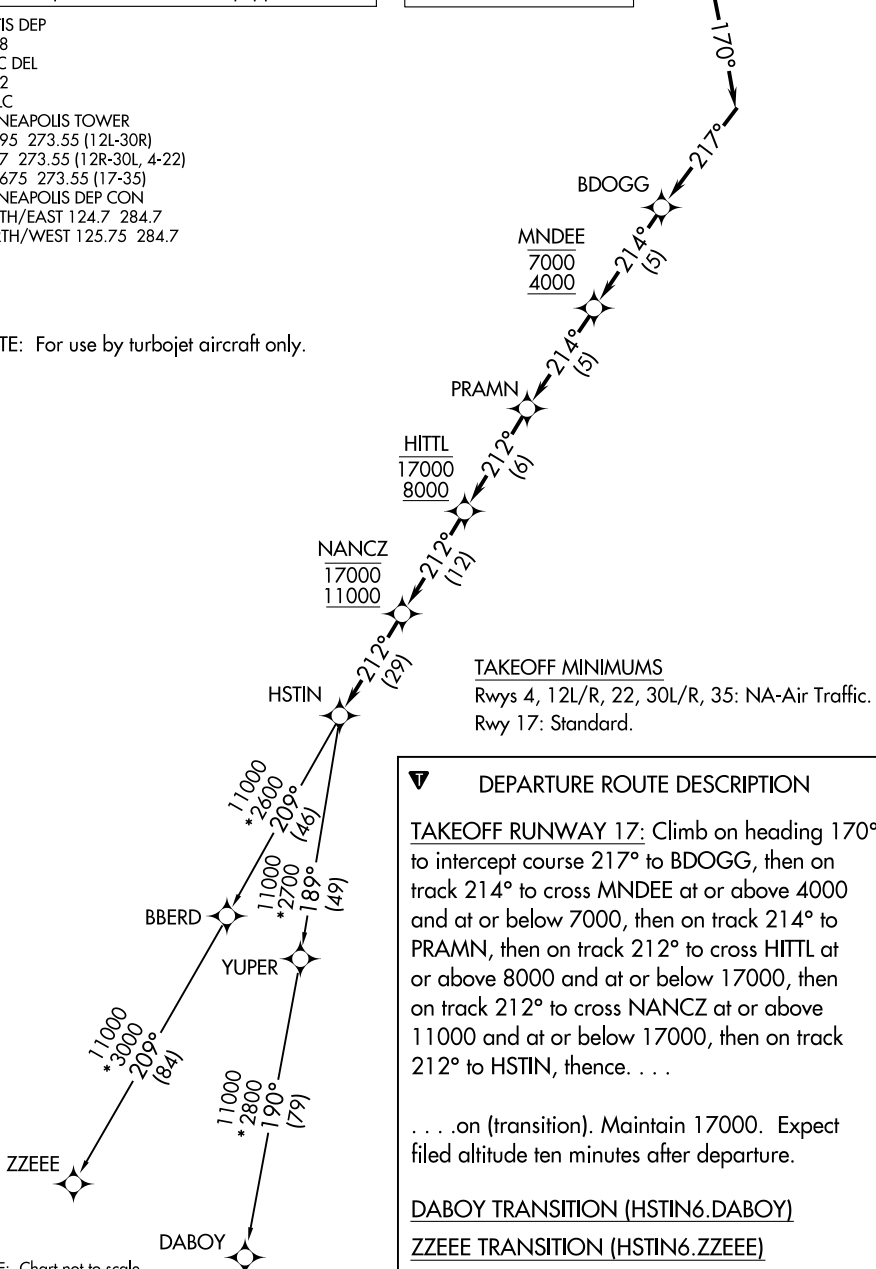 TIS DEP
8
C DEL
2
LC
NEAPOLIS TOWER
95 273.55 (12L-30R)
7 273.55 (12R-30L, 4-22)
675 273.55 (17-35)
NEAPOLIS DEP CON
TH/EAST 124.7 284.7
RTH/WEST 125.75 284.7
170°
217°
BDOGG
214°
(5)
MNDEE
7000
4000
TE: For use by turbojet aircraft only.
214°
(5)
PRAMN
212°
(6)
HITTL
17000
8000
212°
(12)
NANCZ
17000
11000
212°
(29)
HSTIN
TAKEOFF MINIMUMS
Rwys 4, 12L/R, 22, 30L/R, 35: NA-Air Traffic.
Rwy 17: Standard.
11000
*2600
209°
(46)
11000
*2700
189°
(49)
BBERD
YUPER
11000
*3000
209°
(84)
11000
*2800
190°
(79)
ZZEEE
DABOY
E: Chart not to scale.
T
DEPARTURE ROUTE DESCRIPTION
TAKEOFF RUNWAY 17: Climb on heading 170°
to intercept course 217° to BDOGG, then on
track 214° to cross MNDEE at or above 4000
and at or below 7000, then on track 214° to
PRAMN, then on track 212° to cross HITTL at
or above 8000 and at or below 17000, then
on track 212° to cross NANCZ at or above
11000 and at or below 17000, then on track
212° to HSTIN, thence. . . .
. . . .on (transition). Maintain 17000. Expect
filed altitude ten minutes after departure.
DABOY TRANSITION (HSTIN6.DABOY)
ZZEEE TRANSITION (HSTIN6.ZZEEE)